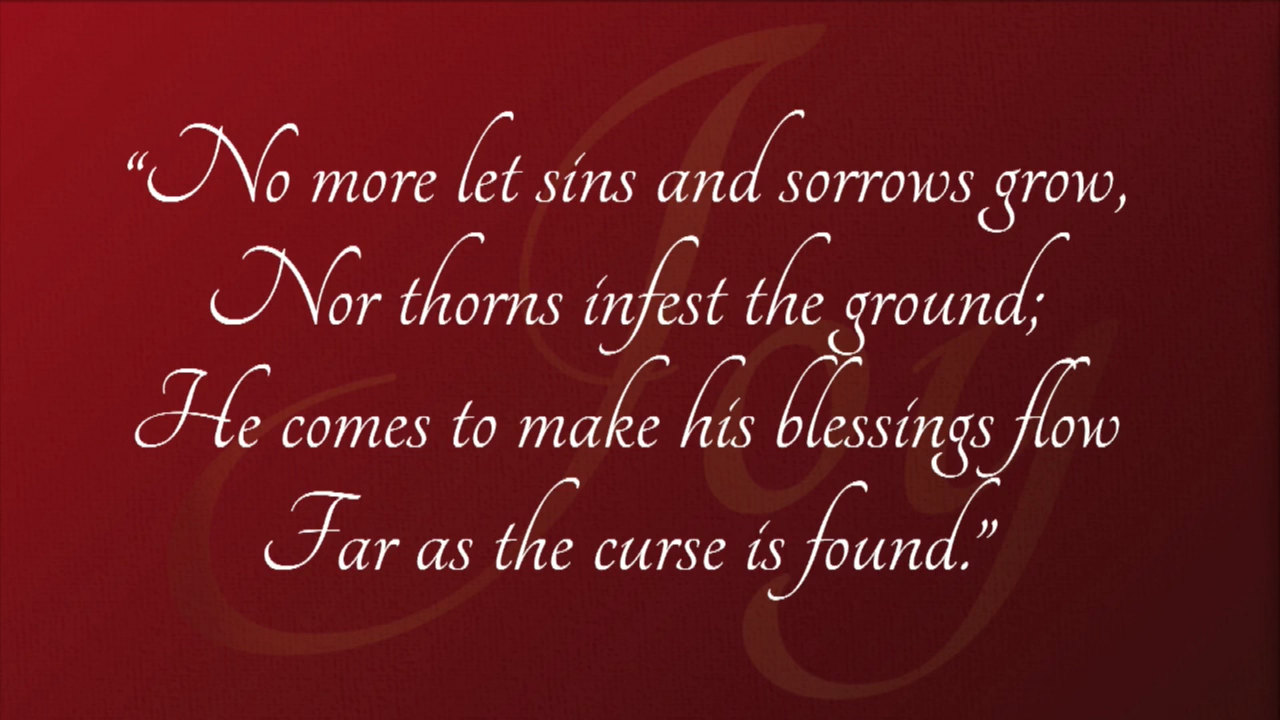 Joy
“No more let sins and sorrows grow,
Nor thorns infest the ground;
He comes to make his blessings flow
Far as the curse is found.”